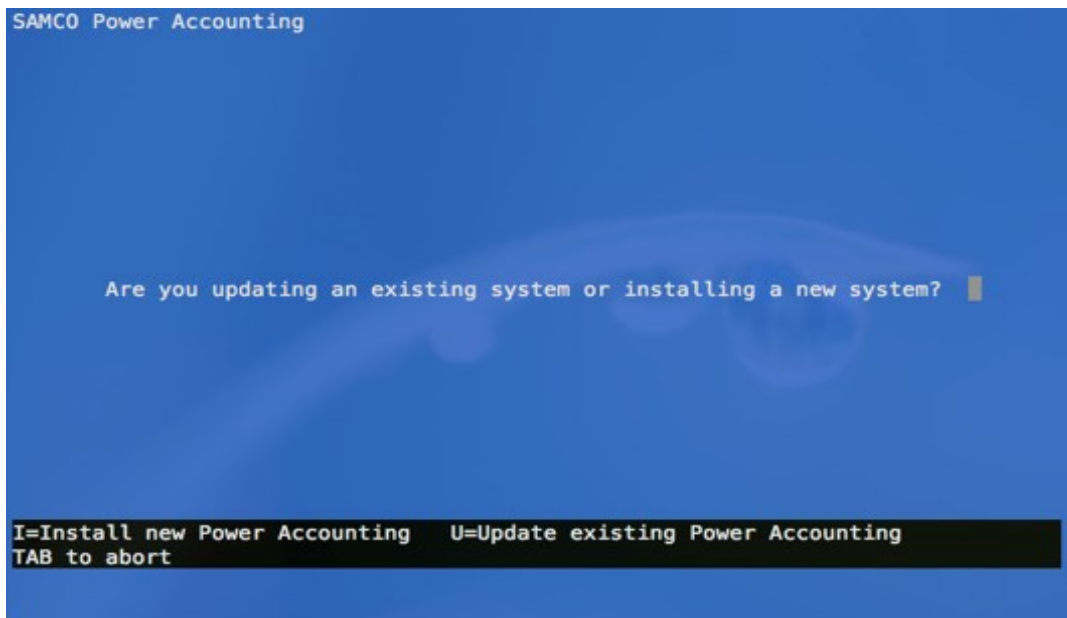 SAMCO Power Accounting
Are you updating an existing system or installing a new system?
I=Install new Power Accounting   U=Update existing Power Accounting
TAB to abort